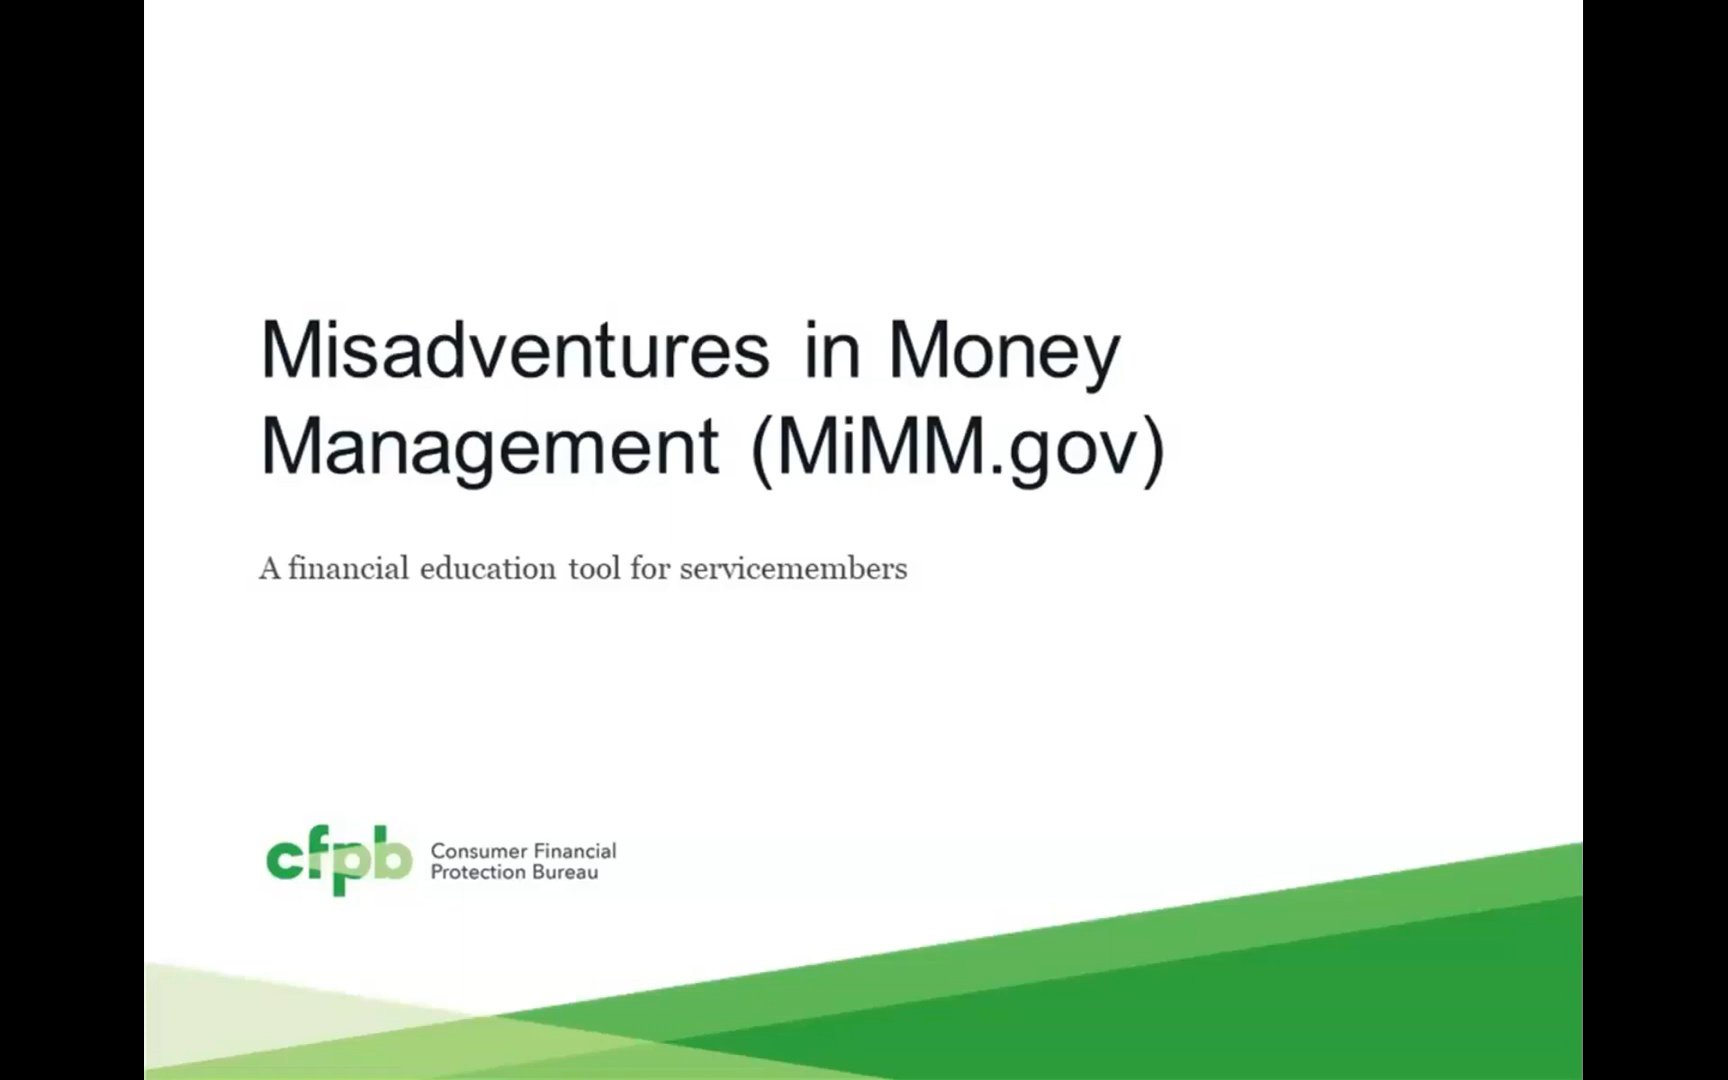 Misadventures in Money
Management (MiMM.gov)
A financial education tool for servicemembers
cfpb
Consumer Financial
Protection Bureau